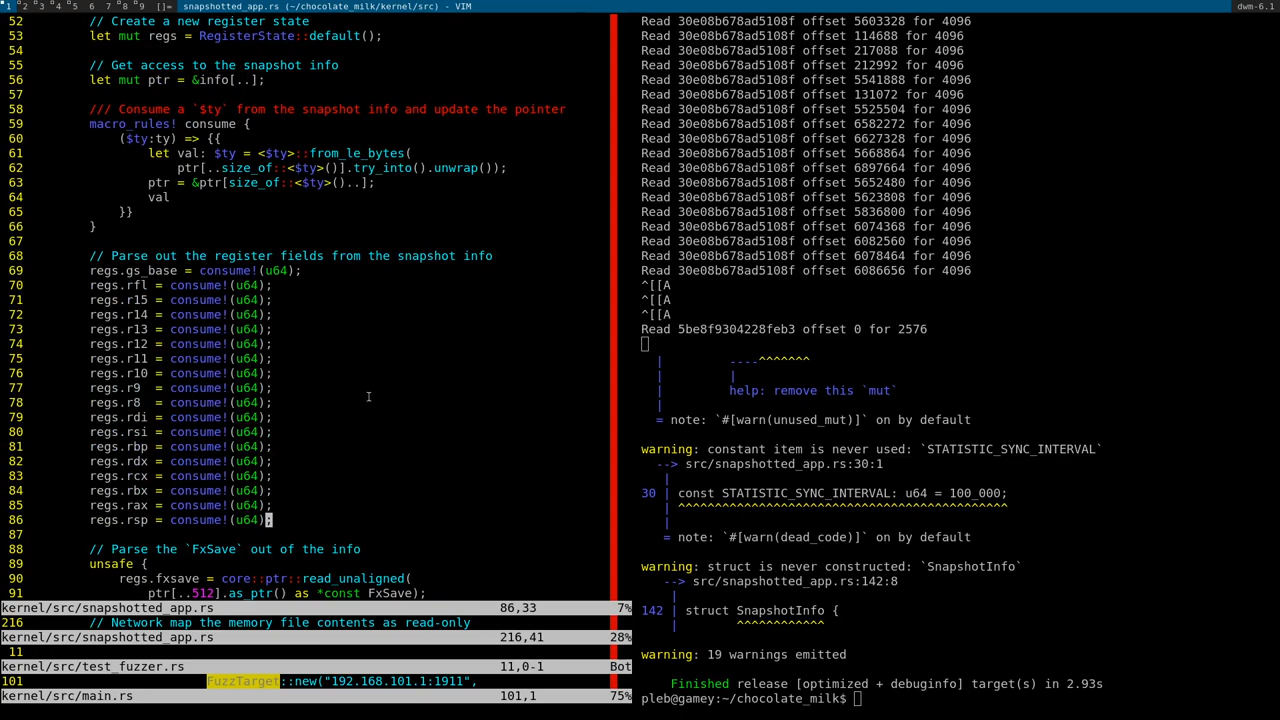 1 2 3 4 5 6 7 8 9 []= snapshotted_app.rs (~/chocolate_milk/kernel/src) - VIM dwm-6.1
52 // Create a new register state
53 let mut regs = RegisterState::default();
54
55 // Get access to the snapshot info
56 let mut ptr = &info[..];
57
58 /// Consume a `$ty` from the snapshot info and update the pointer
59 macro_rules! consume {
60 ($ty:ty) => {{
61 let val: $ty = <$ty>::from_le_bytes(
62 ptr[..size_of::<$ty>()].try_into().unwrap());
63 ptr = &ptr[size_of::<$ty>()..];
64 val
65 }}
66 }
67
68 // Parse out the register fields from the snapshot info
69 regs.gs_base = consume!(u64);
70 regs.rfl = consume!(u64);
71 regs.r15 = consume!(u64);
72 regs.r14 = consume!(u64);
73 regs.r13 = consume!(u64);
74 regs.r12 = consume!(u64);
75 regs.r11 = consume!(u64);
76 regs.r10 = consume!(u64);
77 regs.r9  = consume!(u64);
78 regs.r8  = consume!(u64);
79 regs.rdi = consume!(u64);
80 regs.rsi = consume!(u64);
81 regs.rbp = consume!(u64);
82 regs.rdx = consume!(u64);
83 regs.rcx = consume!(u64);
84 regs.rbx = consume!(u64);
85 regs.rax = consume!(u64);
86 regs.rsp = consume!(u64);
87
88 // Parse the `FxSave` out of the info
89 unsafe {
90 regs.fxsave = core::ptr::read_unaligned(
91 ptr[..512].as_ptr() as *const FxSave);
kernel/src/snapshotted_app.rs 86,33 7%
216 // Network map the memory file contents as read-only
kernel/src/snapshotted_app.rs 216,41 28%
11
kernel/src/test_fuzzer.rs 11,0-1 Bot
101 FuzzTarget::new("192.168.101.1:1911",
kernel/src/main.rs 101,1 75%
Read 30e08b678ad5108f offset 5603328 for 4096
Read 30e08b678ad5108f offset 114688 for 4096
Read 30e08b678ad5108f offset 217088 for 4096
Read 30e08b678ad5108f offset 212992 for 4096
Read 30e08b678ad5108f offset 5541888 for 4096
Read 30e08b678ad5108f offset 131072 for 4096
Read 30e08b678ad5108f offset 5525504 for 4096
Read 30e08b678ad5108f offset 6582272 for 4096
Read 30e08b678ad5108f offset 6627328 for 4096
Read 30e08b678ad5108f offset 5668864 for 4096
Read 30e08b678ad5108f offset 6897664 for 4096
Read 30e08b678ad5108f offset 5652480 for 4096
Read 30e08b678ad5108f offset 5623808 for 4096
Read 30e08b678ad5108f offset 5836800 for 4096
Read 30e08b678ad5108f offset 6074368 for 4096
Read 30e08b678ad5108f offset 6082560 for 4096
Read 30e08b678ad5108f offset 6078464 for 4096
Read 30e08b678ad5108f offset 6086656 for 4096
^[[A
^[[A
^[[A
Read 5be8f9304228feb3 offset 0 for 2576
| ----^^^^^^^
| |
| help: remove this `mut`
|
= note: `#[warn(unused_mut)]` on by default
warning: constant item is never used: `STATISTIC_SYNC_INTERVAL`
--> src/snapshotted_app.rs:30:1
|
30 | const STATISTIC_SYNC_INTERVAL: u64 = 100_000;
| ^^^^^^^^^^^^^^^^^^^^^^^^^^^^^^^^^^^^^^^^^^^^^
|
= note: `#[warn(dead_code)]` on by default
warning: struct is never constructed: `SnapshotInfo`
--> src/snapshotted_app.rs:142:8
|
142 | struct SnapshotInfo {
| ^^^^^^^^^^^^
warning: 19 warnings emitted
Finished release [optimized + debuginfo] target(s) in 2.93s
pleb@gamey:~/chocolate_milk$